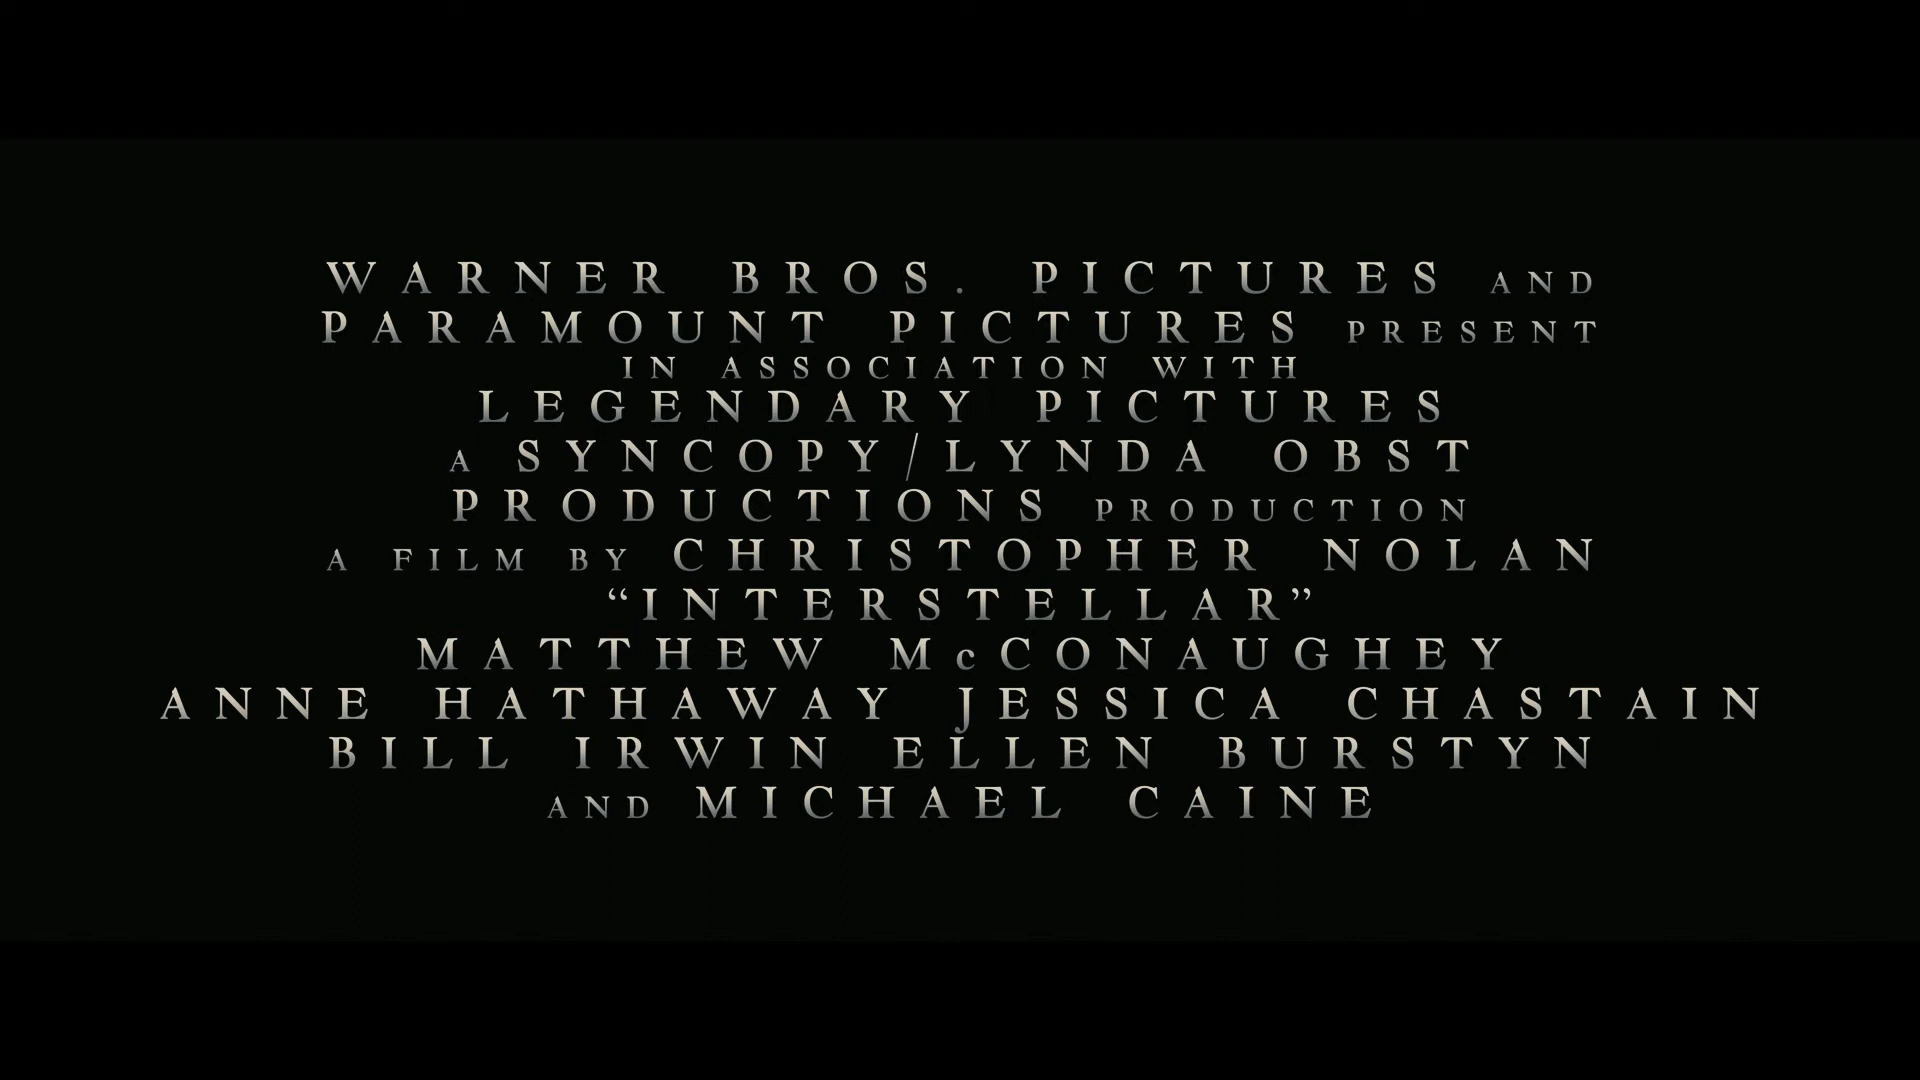 WARNER BROS. PICTURES AND
PARAMOUNT PICTURES PRESENT
IN ASSOCIATION WITH
LEGENDARY PICTURES
A SYNCOPY/LYNDA OBST
PRODUCTIONS PRODUCTION
A FILM BY CHRISTOPHER NOLAN
“INTERSTELLAR”
MATTHEW McCONAUGHEY
ANNE HATHAWAY JESSICA CHASTAIN
BILL IRWIN ELLEN BURSTYN
AND MICHAEL CAINE